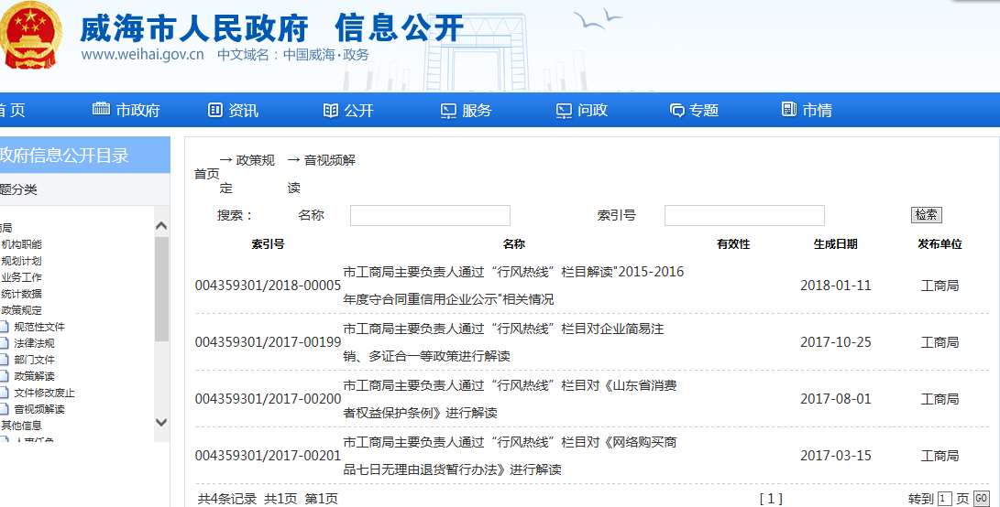 威海市人民政府 信息公开
www.weihai.gov.cn 中文域名：中国威海·政务
首页 市政府 资讯 公开 服务 问政 专题 市情
政府信息公开目录
题分类
机构职能
规划计划
业务工作
统计数据
政策规定
规范性文件
法律法规
部门文件
政策解读
文件修改废止
音视频解读
其他信息
人事任免
首页 → 政策规定 → 音视频解读
搜索： 名称 索引号 检索
索引号 名称 有效性 生成日期 发布单位
004359301/2018-00005 市工商局主要负责人通过“行风热线”栏目解读"2015-2016
年度守合同重信用企业公示"相关情况 2018-01-11 工商局
004359301/2017-00199 市工商局主要负责人通过“行风热线”栏目对企业简易注
销、多证合一等政策进行解读 2017-10-25 工商局
004359301/2017-00200 市工商局主要负责人通过“行风热线”栏目对《山东省消费
者权益保护条例》进行解读 2017-08-01 工商局
004359301/2017-00201 市工商局主要负责人通过“行风热线”栏目对《网络购买商
品七日无理由退货暂行办法》进行解读 2017-03-15 工商局
共4条记录 共1页 第1页 [ 1 ] 转到 1 页 GO